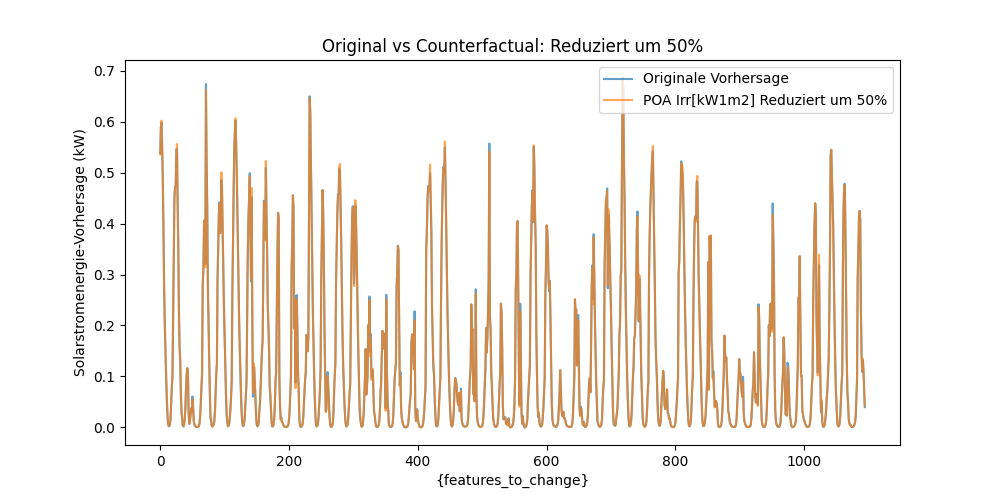 Original vs Counterfactual: Reduziert um 50%
Originale Vorhersage
POA Irr[kW1m2] Reduziert um 50%
Solarstromenergie-Vorhersage (kW)
0.7
0.6
0.5
0.4
0.3
0.2
0.1
0.0
0 200 400 600 800 1000
{features_to_change}